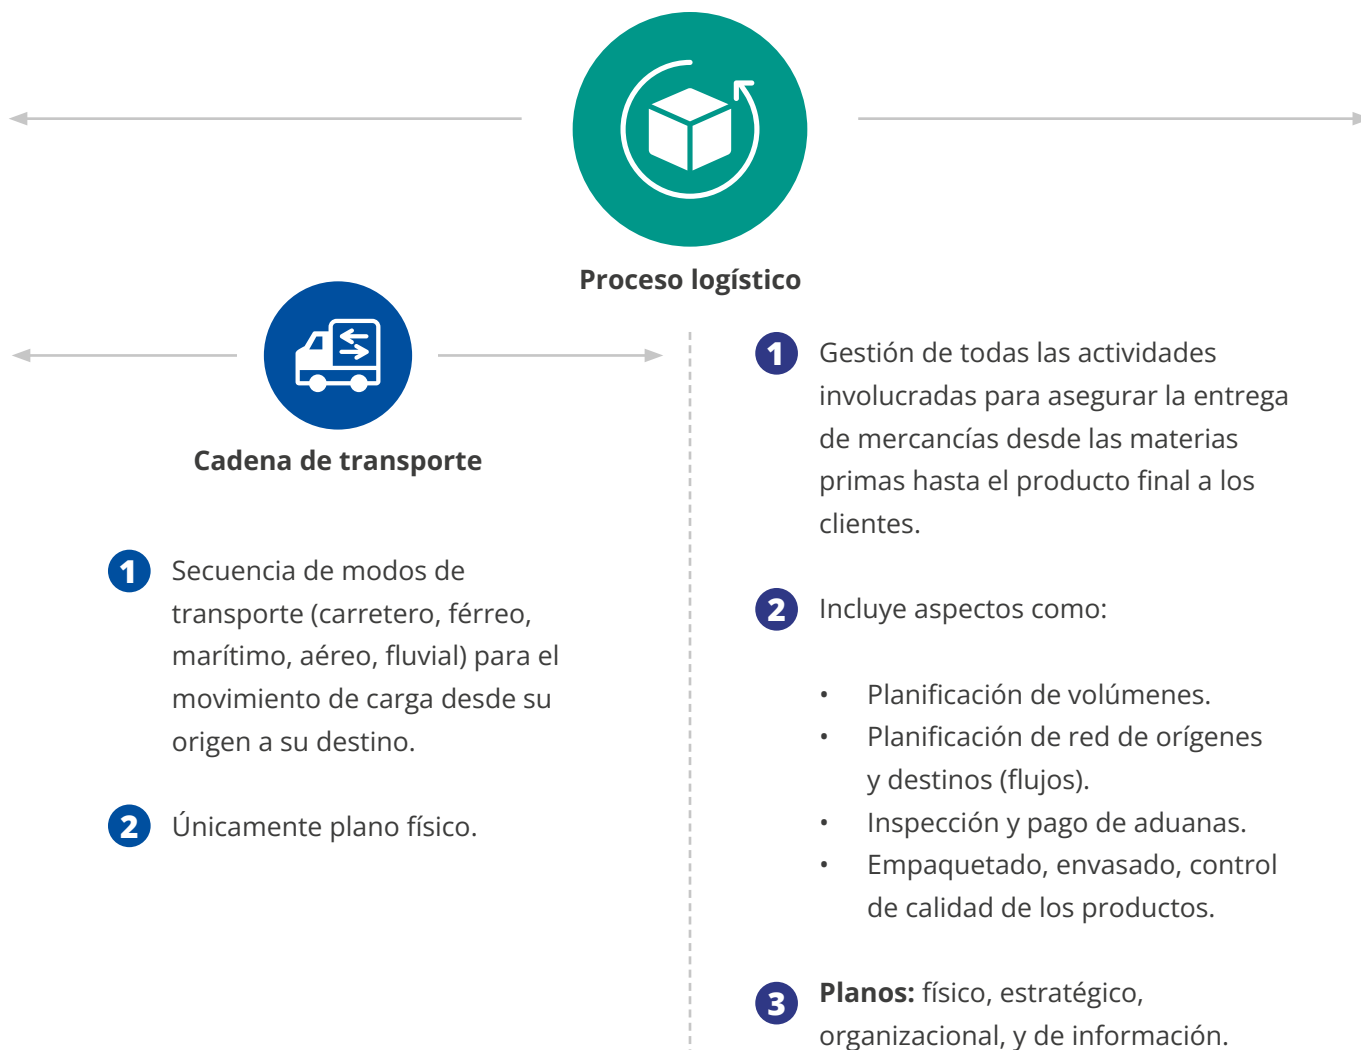 Proceso logístico
Cadena de transporte
1 Secuencia de modos de
transporte (carretero, férreo,
marítimo, aéreo, fluvial) para el
movimiento de carga desde su
origen a su destino.
2 Únicamente plano físico.
1 Gestión de todas las actividades
involucradas para asegurar la entrega
de mercancías desde las materias
primas hasta el producto final a los
clientes.
2 Incluye aspectos como:
• Planificación de volúmenes.
• Planificación de red de orígenes
y destinos (flujos).
• Inspección y pago de aduanas.
• Empaquetado, envasado, control
de calidad de los productos.
3 Planos: físico, estratégico,
organizacional, y de información.